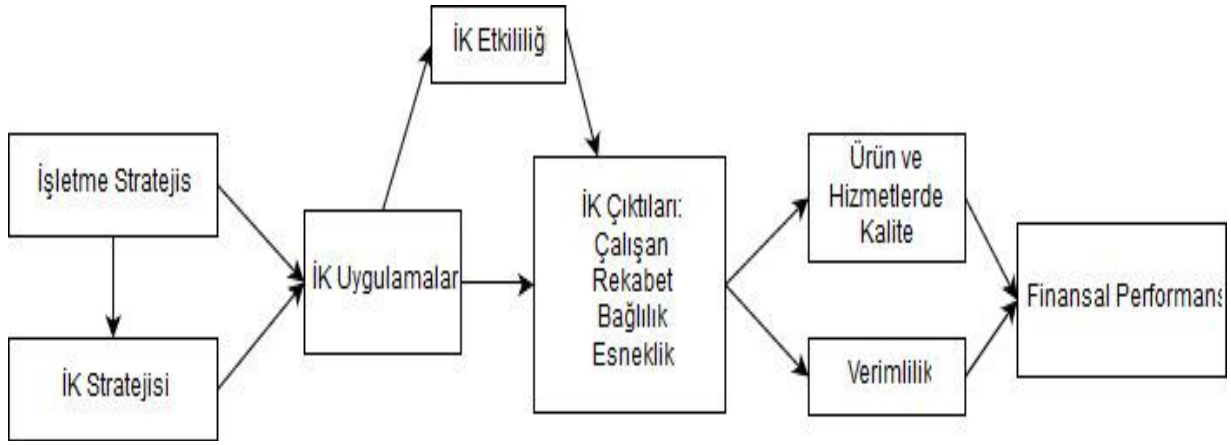 İK Etkililiğ
İşletme Stratejis
İK Stratejisi
İK Uygulamalar
İK Çıktıları:
Çalışan
Rekabet
Bağlılık
Esneklik
Ürün ve
Hizmetlerde
Kalite
Verimlilik
Finansal Performans